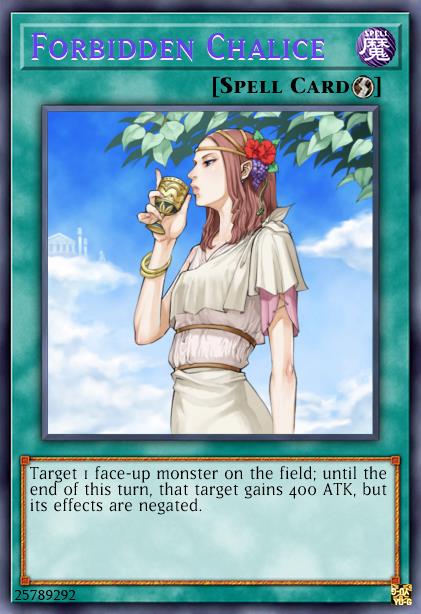 Forbidden Chalice
SPELL
魔
[Spell Card]
Target 1 face-up monster on the field; until the
end of this turn, that target gains 400 ATK, but
its effects are negated.
25789292